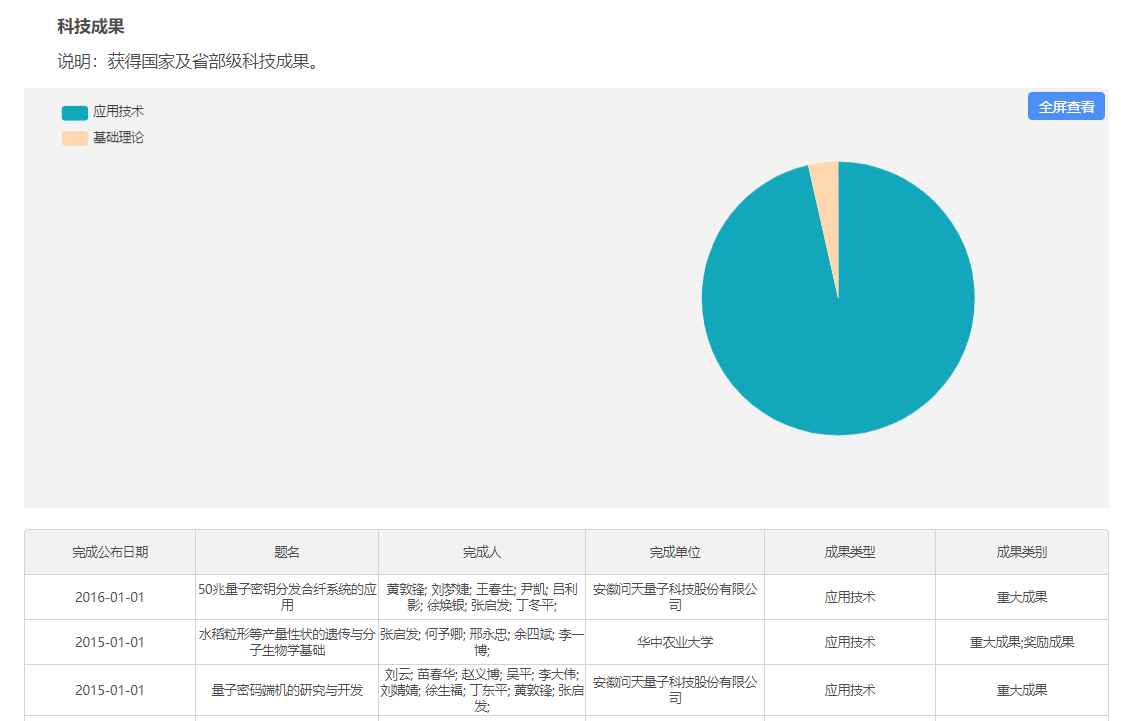 科技成果
说明：获得国家及省部级科技成果。
应用技术
全屏查看
基础理论
完成公布日期 题名 完成人 完成单位 成果类型 成果类别
2016-01-01 50兆量子密钥分发合纤系统的应
用 黄敦锋; 刘梦婕; 王春生; 尹凯; 吕利
影; 徐焕银; 张启发; 丁冬平; 安徽问天量子科技股份有限公
司 应用技术 重大成果
2015-01-01 水稻粒形等产量性状的遗传与分
子生物学基础 张启发; 何予卿; 邢永忠; 余四斌; 李一
博; 华中农业大学 应用技术 重大成果;奖励成果
2015-01-01 量子密码端机的研究与开发 刘云; 苗春华; 赵义博; 吴平; 李大伟;
刘婧婧; 徐生福; 丁东平; 黄敦锋; 张启
发; 安徽问天量子科技股份有限公
司 应用技术 重大成果